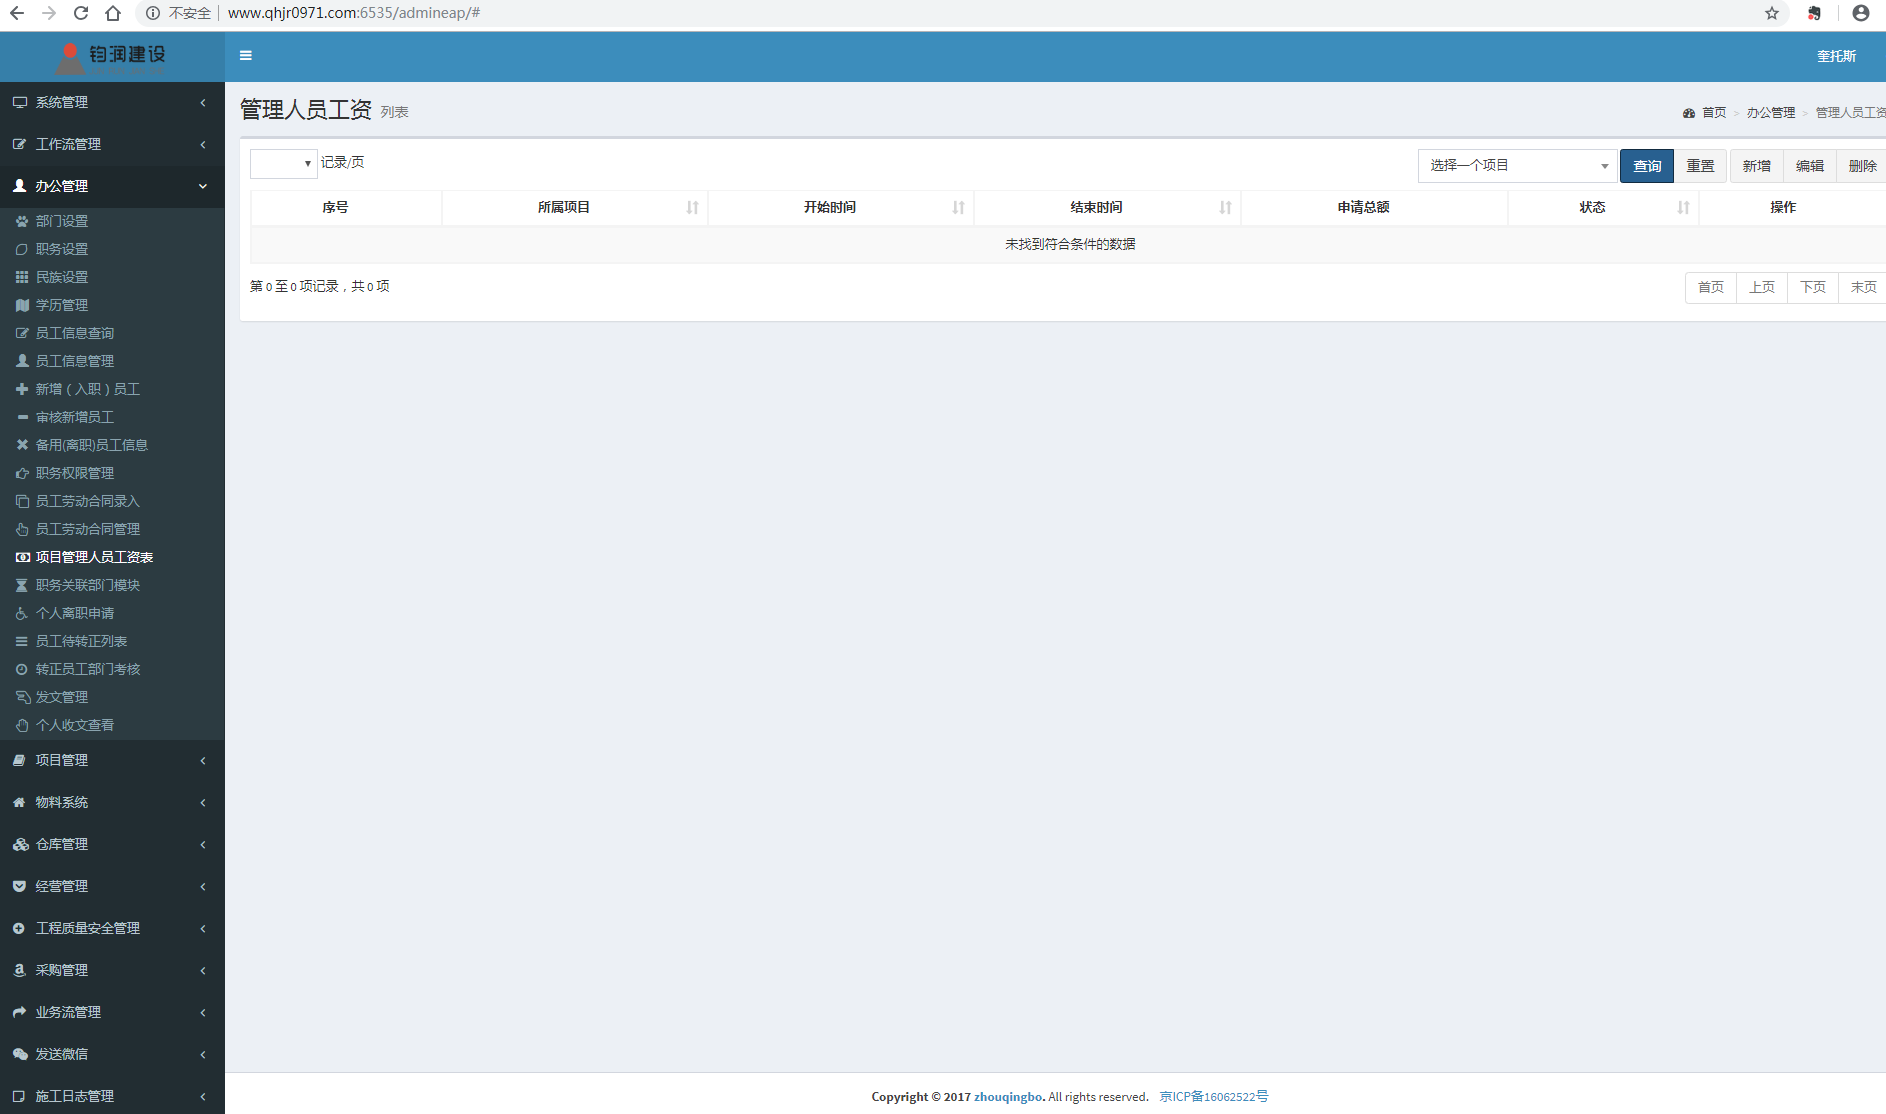 不安全 www.qhjr0971.com:6535/admineap/#
钧润建设
奎托斯
系统管理
工作流管理
办公管理
部门设置
职务设置
民族设置
学历管理
员工信息查询
员工信息管理
新增（入职）员工
审核新增员工
备用(离职)员工信息
职务权限管理
员工劳动合同录入
员工劳动合同管理
项目管理人员工资表
职务关联部门模块
个人离职申请
员工待转正列表
转正员工部门考核
发文管理
个人收文查看
项目管理
物料系统
仓库管理
经营管理
工程质量安全管理
采购管理
业务流管理
发送微信
施工日志管理
管理人员工资 列表
首页 > 办公管理 > 管理人员工资
记录/页
选择一个项目 查询 重置 新增 编辑 删除
序号 所属项目 开始时间 结束时间 申请总额 状态 操作
未找到符合条件的数据
第 0 至 0 项记录，共 0 项
首页 上页 下页 末页
Copyright © 2017 zhouqingbo. All rights reserved. 京ICP备16062522号